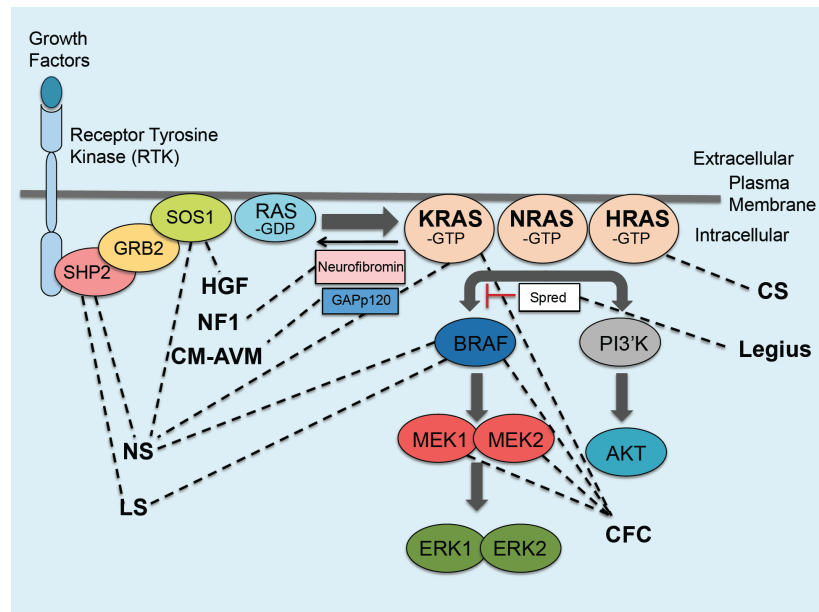 Growth
Factors
Receptor Tyrosine
Kinase (RTK)
Extracellular
Plasma
Membrane
Intracellular
SOS1
RAS
-GDP
KRAS
-GTP
NRAS
-GTP
HRAS
-GTP
GRB2
SHP2
Neurofibromin
GAPp120
HGF
NF1
CM-AVM
CS
Spred
Legius
BRAF
PI3'K
NS
MEK1
MEK2
AKT
LS
CFC
ERK1
ERK2